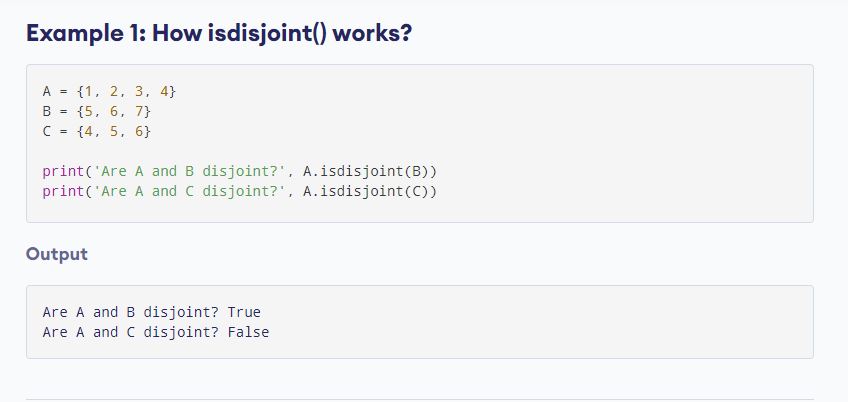 Example 1: How isdisjoint() works?
A = {1, 2, 3, 4}
B = {5, 6, 7}
C = {4, 5, 6}
print('Are A and B disjoint?', A.isdisjoint(B))
print('Are A and C disjoint?', A.isdisjoint(C))
Output
Are A and B disjoint? True
Are A and C disjoint? False